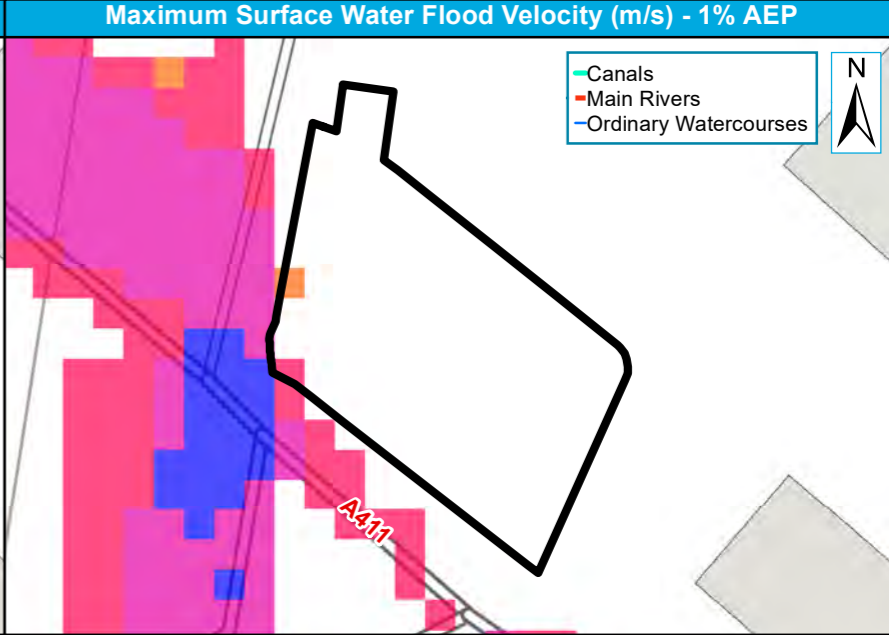 Maximum Surface Water Flood Velocity (m/s) - 1% AEP
Canals
Main Rivers
Ordinary Watercourses
N
A411